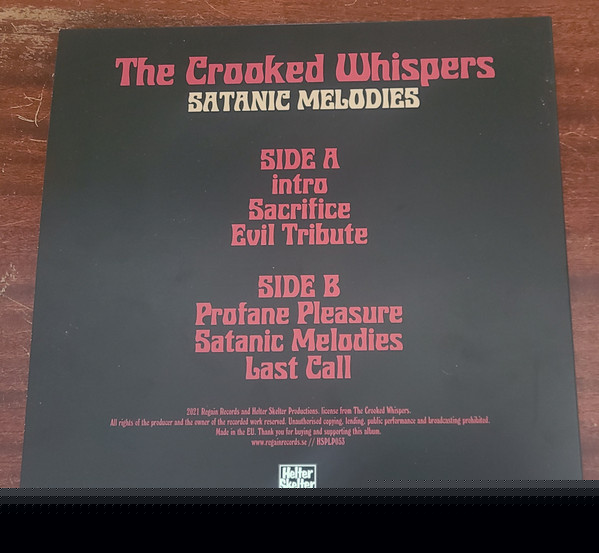 The Crooked Whispers
SATANIC MELODIES
SIDE A
intro
Sacrifice
Evil Tribute
SIDE B
Profane Pleasure
Satanic Melodies
Last Call
2021 Regain Records and Helter Skelter Productions. license from The Crooked Whispers.
All rights of the producer and the owner of the recorded work reserved. Unauthorised copying, lending, public performance and broadcasting prohibited.
Made in the EU. Thank you for buying and supporting this album.
www.regainrecords.se // HSPLP053
Helter
Skelter